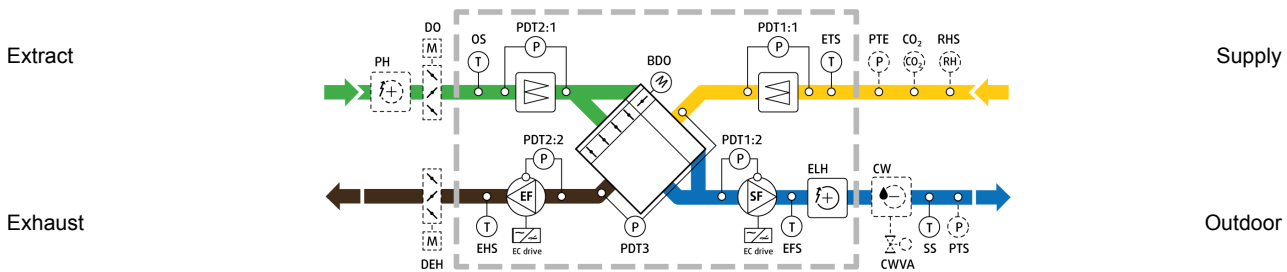 DO OS PDT2:1 PDT1:1 ETS PTE CO₂ RHS
M T P P T P CO₂ RH
Extract PH BDO Supply
M
PDT2:2 PDT1:2 ELH CW
P P
EF SF
T P T T P
Exhaust EHS PDT3 EFS SS PTS Outdoor
M EC drive EC drive
DEH CWVA